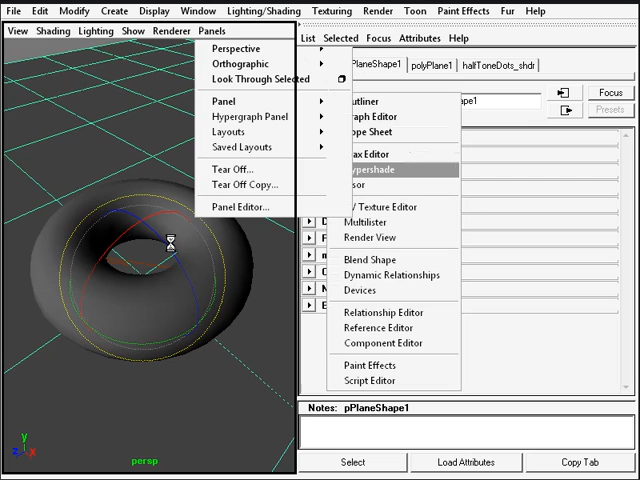 File Edit Modify Create Display Window Lighting/Shading Texturing Render Toon Paint Effects Fur Help
View Shading Lighting Show Renderer Panels
List Selected Focus Attributes Help
Perspective
Orthographic
Look Through Selected
PlaneShape1 polyPlane1 halfToneDots_shdr
Focus
Presets
ape1
Panel
Hypergraph Panel
Layouts
Saved Layouts
Tear Off...
Tear Off Copy...
Panel Editor...
utliner
raph Editor
ope Sheet
rax Editor
ypershade
sor
V Texture Editor
Multilister
Render View
Blend Shape
Dynamic Relationships
Devices
Relationship Editor
Reference Editor
Component Editor
Paint Effects
Script Editor
Notes: pPlaneShape1
Select Load Attributes Copy Tab
y
z x
persp